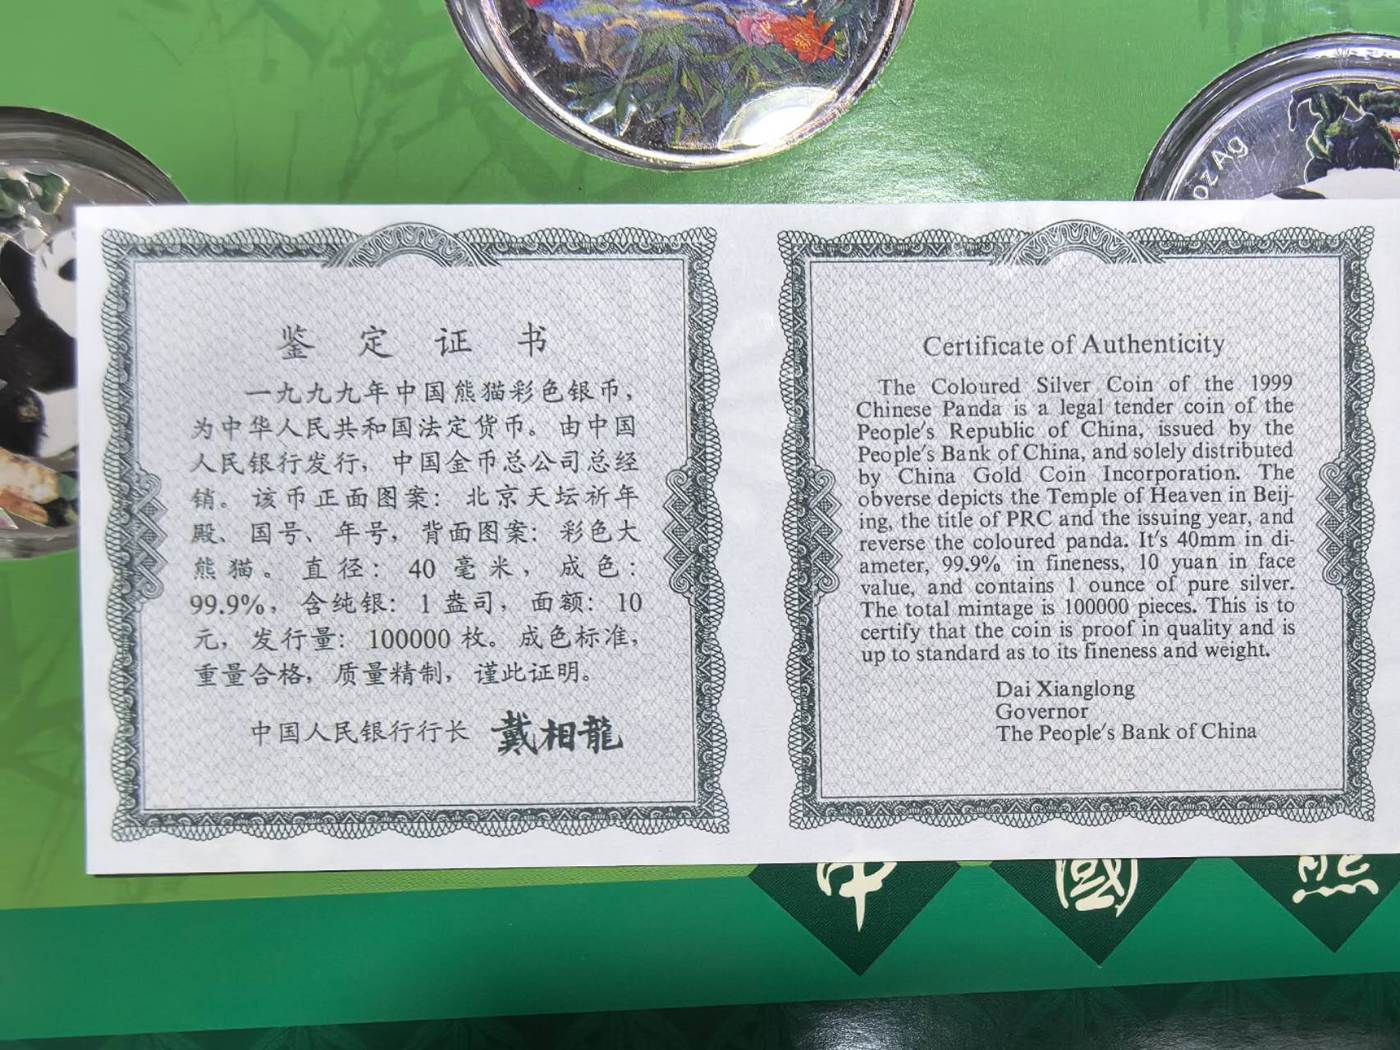 ozAg
鉴定证书
一九九九年中国熊猫彩色银币，
为中华人民共和国法定货币。由中国
人民银行发行，中国金币总公司总经
销。该币正面图案：北京天坛祈年
殿、国号、年号，背面图案：彩色大
熊猫。直径：40毫米，成色：
99.9%，含纯银：1盎司，面额：10
元，发行量：100000枚。成色标准，
重量合格，质量精制，谨此证明。
中国人民银行行长 戴相龍
Certificate of Authenticity
The Coloured Silver Coin of the 1999
Chinese Panda is a legal tender coin of the
People's Republic of China, issued by the
People's Bank of China, and solely distributed
by China Gold Coin Incorporation. The
obverse depicts the Temple of Heaven in Beij-
ing, the title of PRC and the issuing year, and
reverse the coloured panda. It's 40mm in di-
ameter, 99.9% in fineness, 10 yuan in face
value, and contains 1 ounce of pure silver.
The total mintage is 100000 pieces. This is to
certify that the coin is proof in quality and is
up to standard as to its fineness and weight.
Dai Xianglong
Governor
The People's Bank of China
中國熊